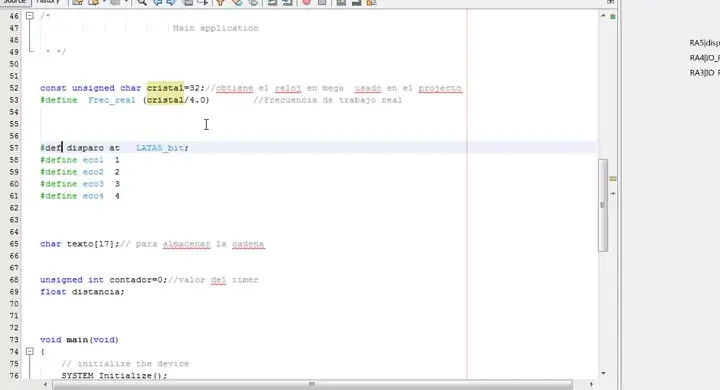 Source History
46 /*
47 Main application
48
49 * */
50
51
52 const unsigned char cristal=32;//obtiene el reloj en mega usado en el projecto
53 #define Frec_real (cristal/4.0) //Frecuencia de trabajo real
54
55
56
57 #def disparo at LATA5_bit;
58 #define eco1 1
59 #define eco2 2
60 #define eco3 3
61 #define eco4 4
62
63
64
65 char texto[17];// para almacenar la cadena
66
67
68 unsigned int contador=0;//valor del timer
69 float distancia;
70
71
72
73 void main(void)
74 {
75 // initialize the device
76 SYSTEM_Initialize();
RA5|disp
RA4|IO_R
RA3|IO_R